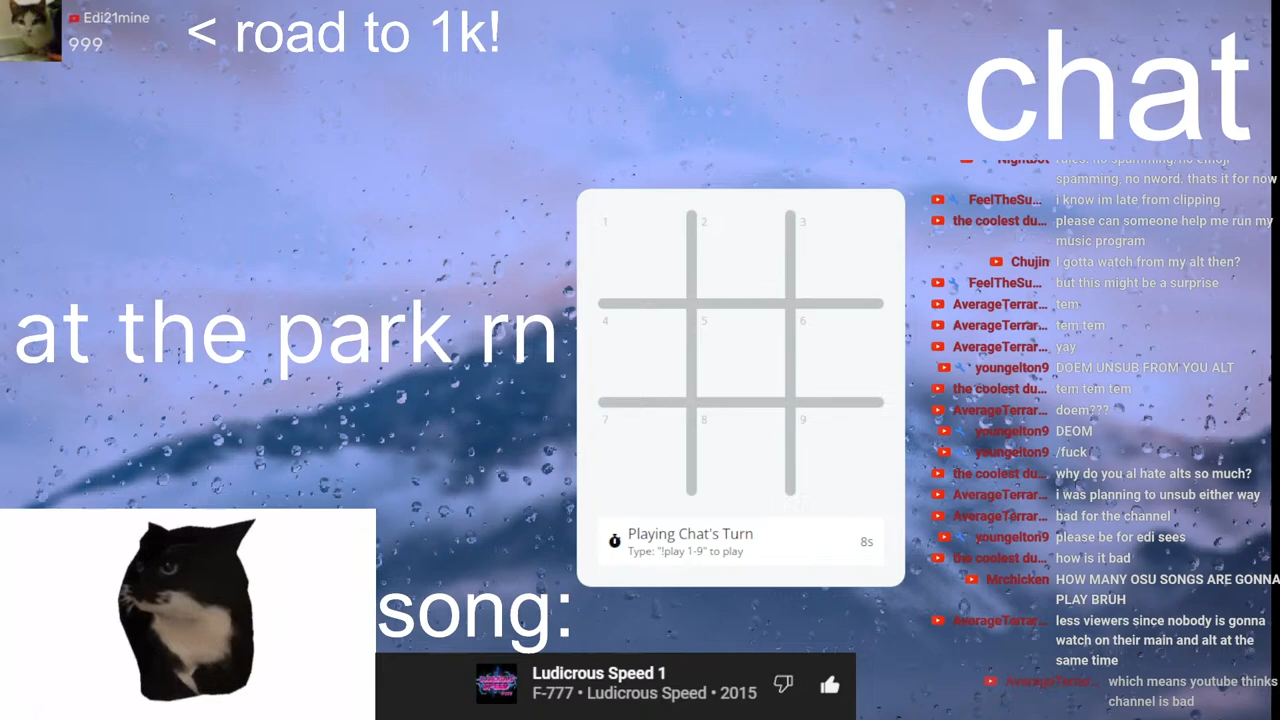 Edi21mine
999
< road to 1k!
chat
rules: no spamming, no emoji
spamming, no nword. thats it for now
FeelTheSu... i know im late from clipping
the coolest du... please can someone help me run my
music program
Chujin I gotta watch from my alt then?
FeelTheSu... but this might be a surprise
AverageTerrar... tem
AverageTerrar... tem tem
AverageTerrar... yay
youngelton9 DOEM UNSUB FROM YOU ALT
the coolest du... tem tem tem
AverageTerrar... doem???
youngelton9 DEOM
youngelton9 /fuck
the coolest du... why do you al hate alts so much?
AverageTerrar... i was planning to unsub either way
AverageTerrar... bad for the channel
youngelton9 please be for edi sees
the coolest du... how is it bad
Mrchicken HOW MANY OSU SONGS ARE GONNA
PLAY BRUH
AverageTerrar... less viewers since nobody is gonna
watch on their main and alt at the
same time
AverageTerrar... which means youtube thinks
channel is bad
1 2 3
4 5 6
7 8 9
Playing Chat's Turn
Type: "!play 1-9" to play
8s
at the park rn
song:
Ludicrous Speed 1
F-777 • Ludicrous Speed • 2015